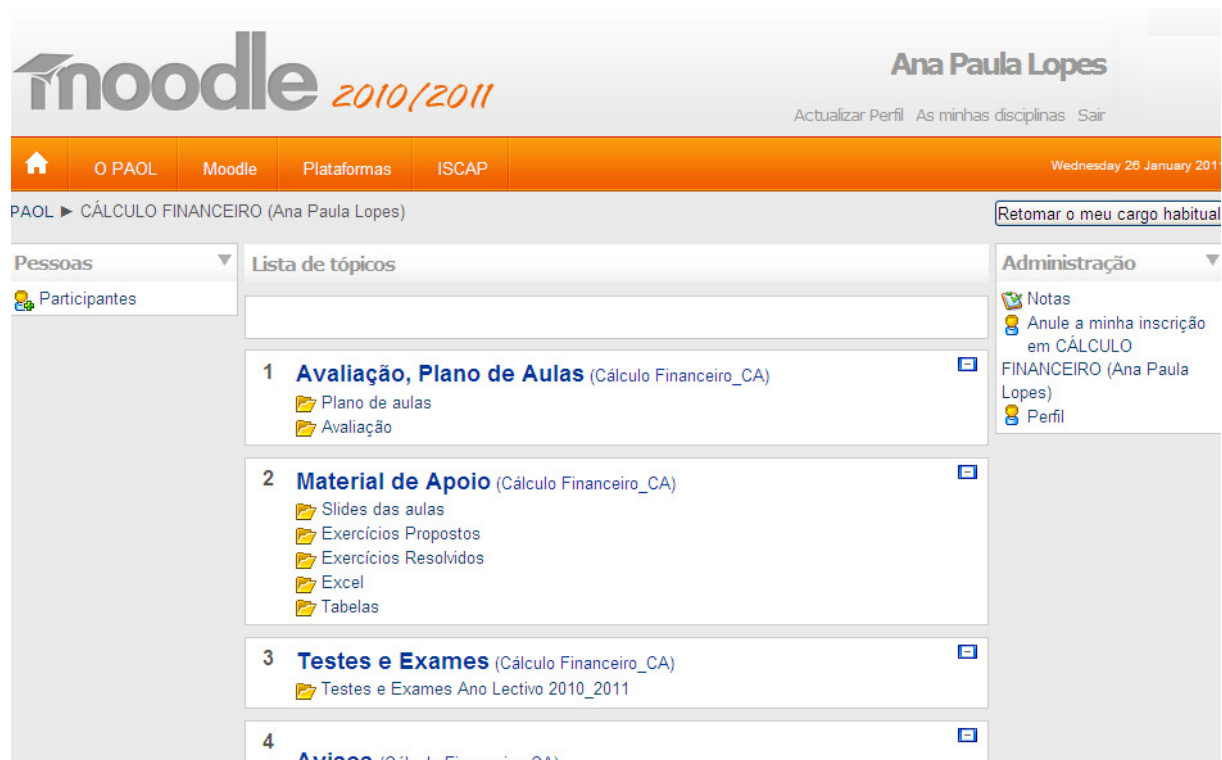 moodle 2010/2011
Ana Paula Lopes
Actualizar Perfil As minhas disciplinas Sair
O PAOL Moodle Plataformas ISCAP
Wednesday 26 January 201
PAOL ► CÁLCULO FINANCEIRO (Ana Paula Lopes)
Retomar o meu cargo habitual
Pessoas
Participantes
Lista de tópicos
1 Avaliação, Plano de Aulas (Cálculo Financeiro_CA)
Plano de aulas
Avaliação
2 Material de Apoio (Cálculo Financeiro_CA)
Slides das aulas
Exercícios Propostos
Exercícios Resolvidos
Excel
Tabelas
3 Testes e Exames (Cálculo Financeiro_CA)
Testes e Exames Ano Lectivo 2010_2011
4
Avisos (Cálculo Financeiro_CA)
Administração
Notas
Anule a minha inscrição
em CÁLCULO
FINANCEIRO (Ana Paula
Lopes)
Perfil